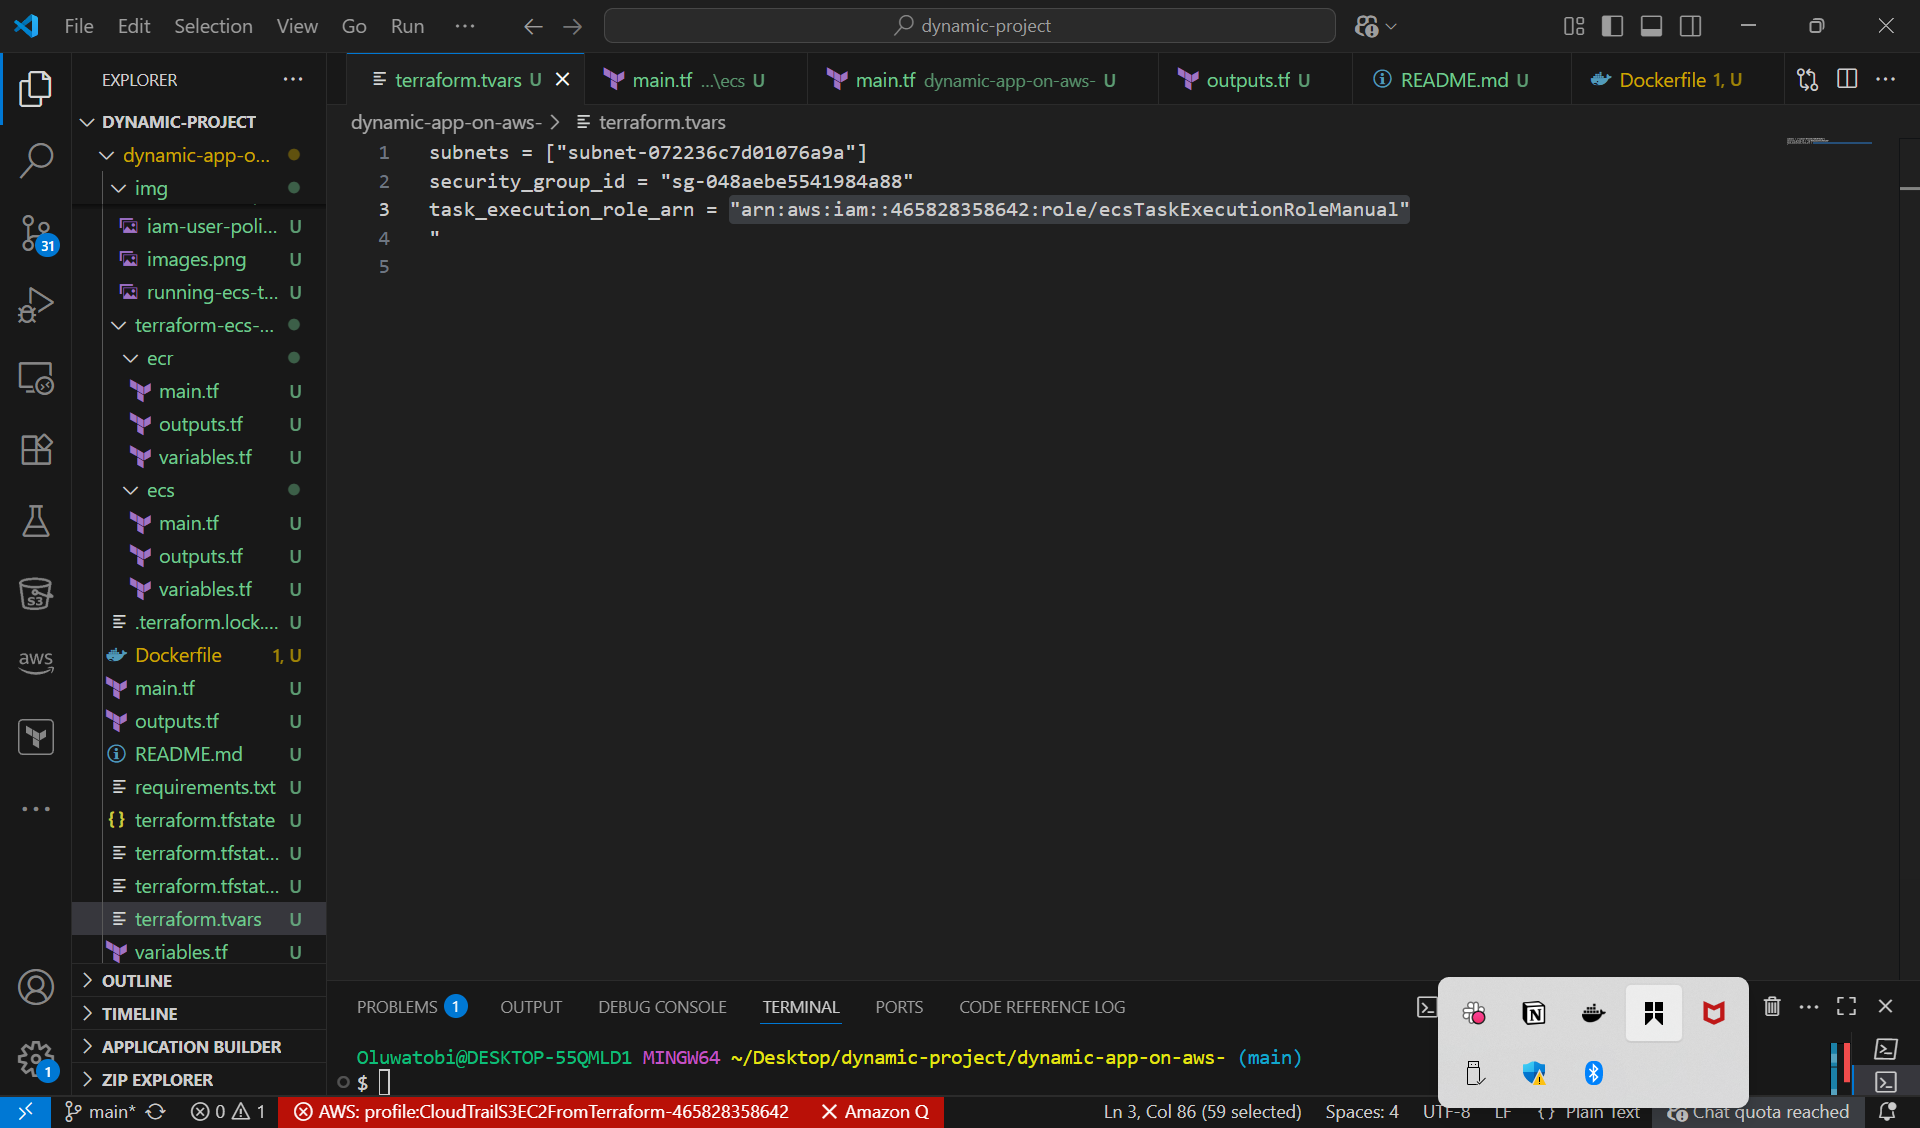 File Edit Selection View Go Run ···
dynamic-project
EXPLORER
DYNAMIC-PROJECT
dynamic-app-o...
img
iam-user-poli... U
images.png U
running-ecs-t... U
terraform-ecs-...
ecr
main.tf U
outputs.tf U
variables.tf U
ecs
main.tf U
outputs.tf U
variables.tf U
.terraform.lock.... U
Dockerfile 1, U
main.tf U
outputs.tf U
README.md U
requirements.txt U
terraform.tfstate U
terraform.tfstat... U
terraform.tfstat... U
terraform.tvars U
variables.tf U
OUTLINE
TIMELINE
APPLICATION BUILDER
ZIP EXPLORER
31
S3
aws
1
terraform.tvars U
main.tf ...\ecs U
main.tf dynamic-app-on-aws- U
outputs.tf U
README.md U
Dockerfile 1, U
dynamic-app-on-aws- > terraform.tvars
1 subnets = ["subnet-072236c7d01076a9a"]
2 security_group_id = "sg-048aebe5541984a88"
3 task_execution_role_arn = "arn:aws:iam::465828358642:role/ecsTaskExecutionRoleManual"
4 "
5
PROBLEMS 1 OUTPUT DEBUG CONSOLE TERMINAL PORTS CODE REFERENCE LOG
Oluwatobi@DESKTOP-55QMLD1 MINGW64 ~/Desktop/dynamic-project/dynamic-app-on-aws- (main)
$
main* 0 1 AWS: profile:CloudTrailS3EC2FromTerraform-465828358642 Amazon Q Ln 3, Col 86 (59 selected) Spaces: 4 UTF-8 LF {} Plain Text Chat quota reached